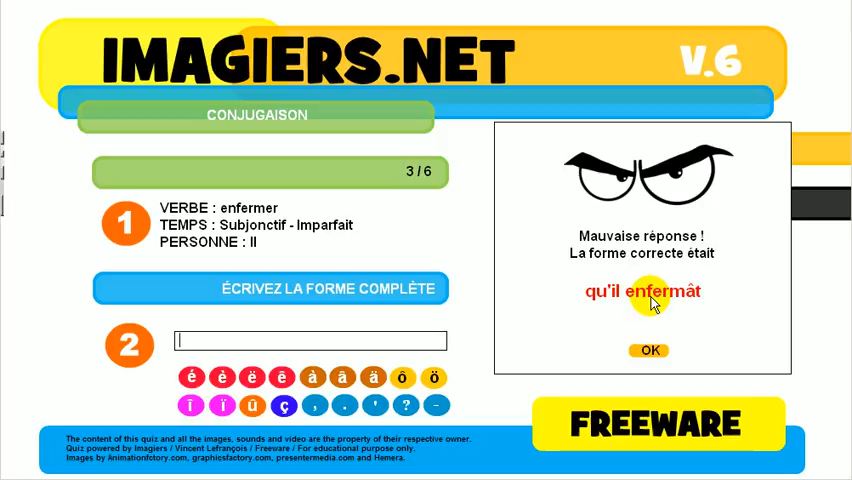 IMAGIERS.NET
V.6
CONJUGAISON
3 / 6
1
VERBE : enfermer
TEMPS : Subjonctif - Imparfait
PERSONNE : Il
ÉCRIVEZ LA FORME COMPLÈTE
2
é è ë ê à â ä ô ö
î ï û ç , . ' ? -
Mauvaise réponse !
La forme correcte était
qu'il enfermât
OK
FREEWARE
The content of this quiz and all the images, sounds and video are the property of their respective owner.
Quiz powered by Imagiers / Vincent Lefrançois / Freeware / For educational purpose only.
Images by Animationfctory.com, graphicsfactory.com, presentermedia.com and Hemera.